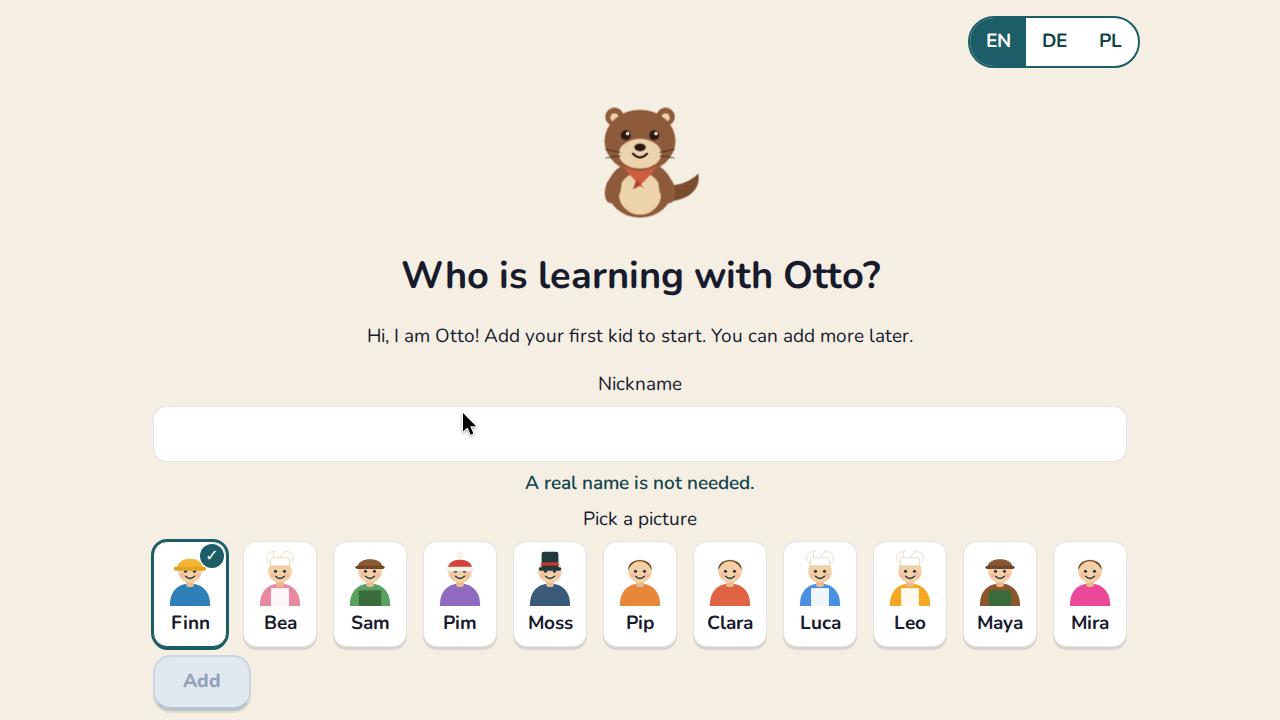 EN DE PL
Who is learning with Otto?
Hi, I am Otto! Add your first kid to start. You can add more later.
Nickname
A real name is not needed.
Pick a picture
Finn Bea Sam Pim Moss Pip Clara Luca Leo Maya Mira
Add